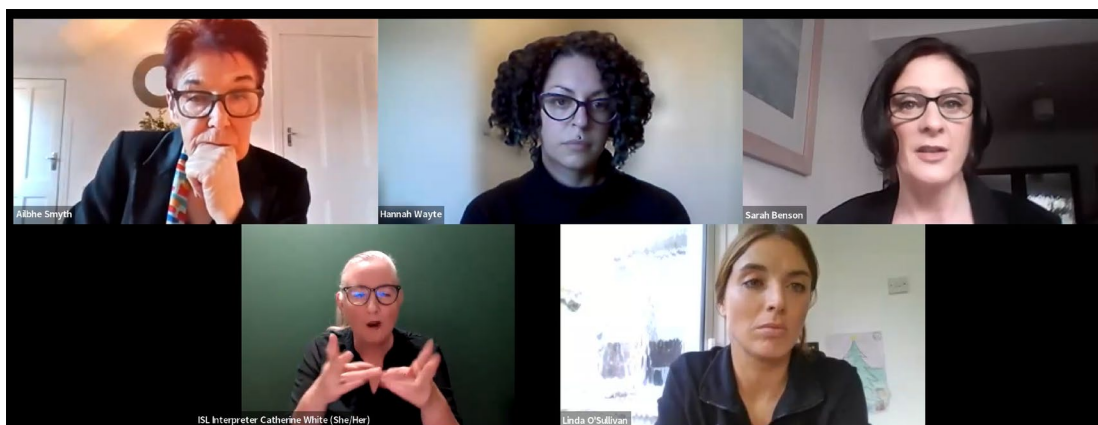 Ailbhe Smyth
Hannah Wayte
Sarah Benson
ISL Interpreter Catherine White (She/Her)
Linda O'Sullivan